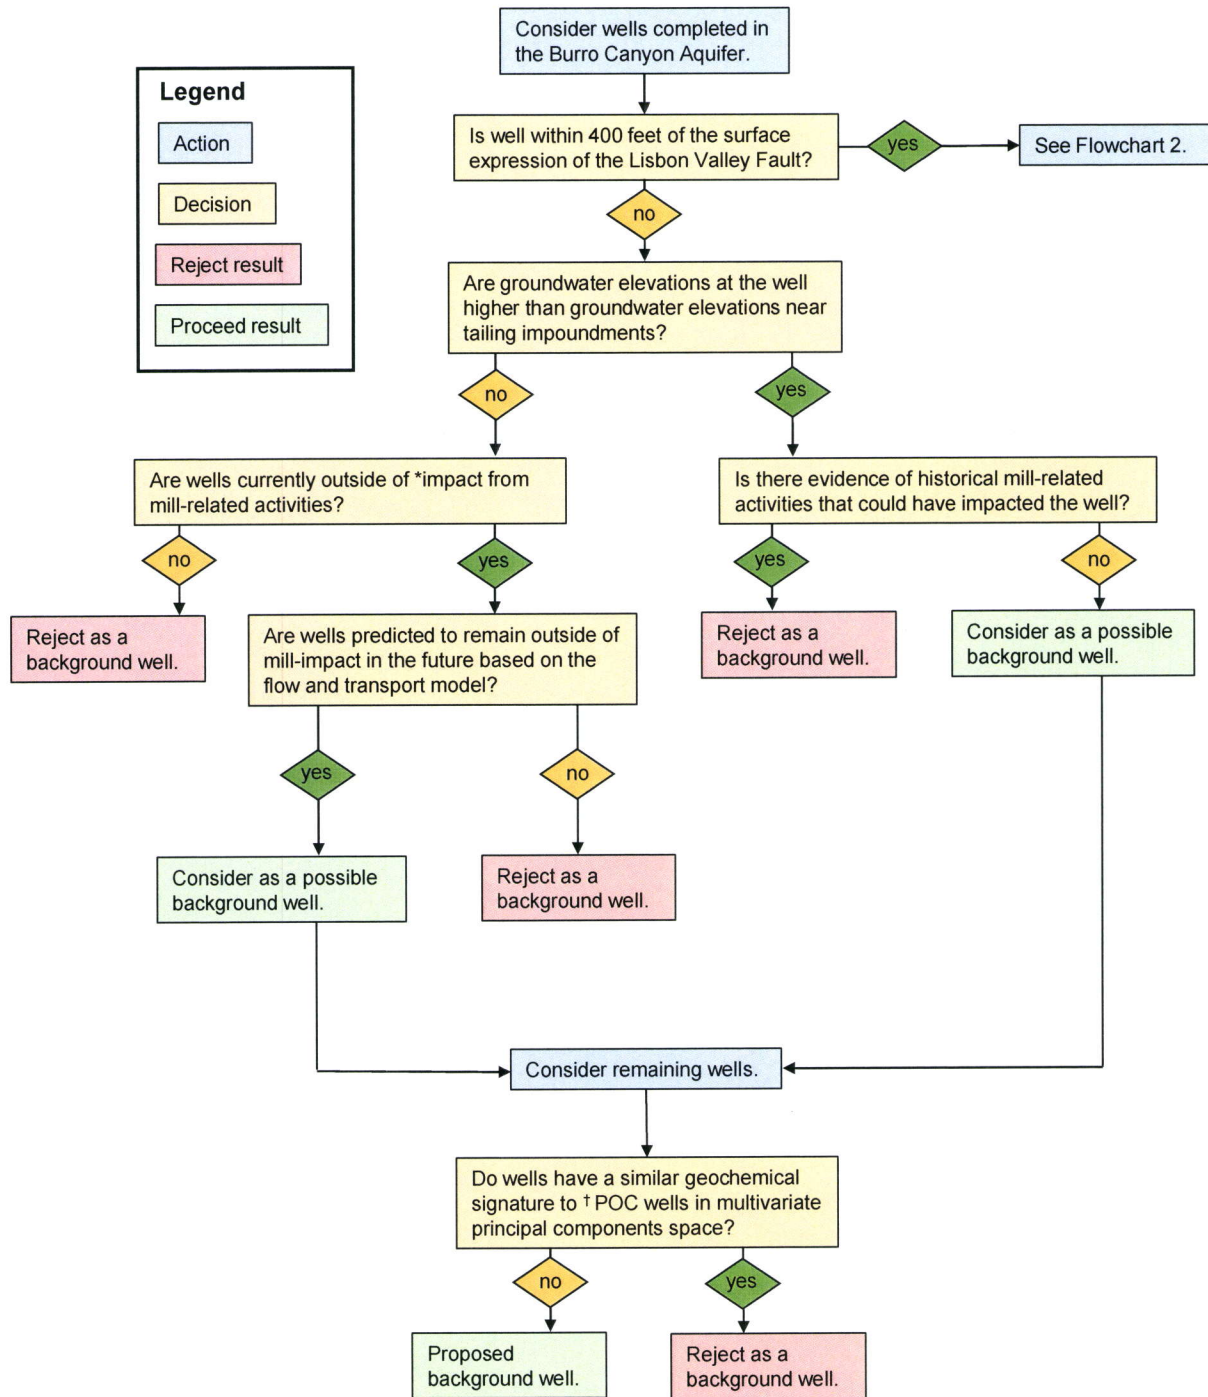 Consider wells completed in
the Burro Canyon Aquifer.
Legend
Action
Decision
Reject result
Proceed result
Is well within 400 feet of the surface
expression of the Lisbon Valley Fault?
yes
See Flowchart 2.
no
Are groundwater elevations at the well
higher than groundwater elevations near
tailing impoundments?
no
yes
Are wells currently outside of *impact from
mill-related activities?
Is there evidence of historical mill-related
activities that could have impacted the well?
no
yes
yes
no
Reject as a
background well.
Are wells predicted to remain outside of
mill-impact in the future based on the
flow and transport model?
Reject as a
background well.
Consider as a possible
background well.
yes
no
Consider as a possible
background well.
Reject as a
background well.
Consider remaining wells.
Do wells have a similar geochemical
signature to † POC wells in multivariate
principal components space?
no
yes
Proposed
background well.
Reject as a
background well.